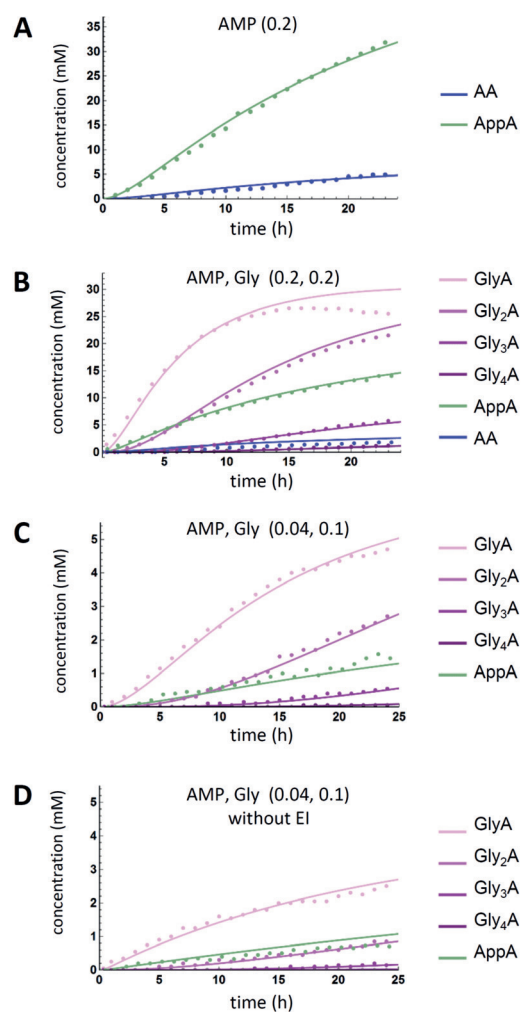 A
AMP (0.2)
concentration (mM)
35
30
25
20
15
10
5
0
0
5
10
15
20
time (h)
AA
AppA
B
AMP, Gly (0.2, 0.2)
concentration (mM)
30
25
20
15
10
5
0
0
5
10
15
20
time (h)
GlyA
Gly₂A
Gly₃A
Gly₄A
AppA
AA
C
AMP, Gly (0.04, 0.1)
concentration (mM)
5
4
3
2
1
0
0
5
10
15
20
25
time (h)
GlyA
Gly₂A
Gly₃A
Gly₄A
AppA
D
AMP, Gly (0.04, 0.1)
without EI
concentration (mM)
5
4
3
2
1
0
0
5
10
15
20
25
time (h)
GlyA
Gly₂A
Gly₃A
Gly₄A
AppA